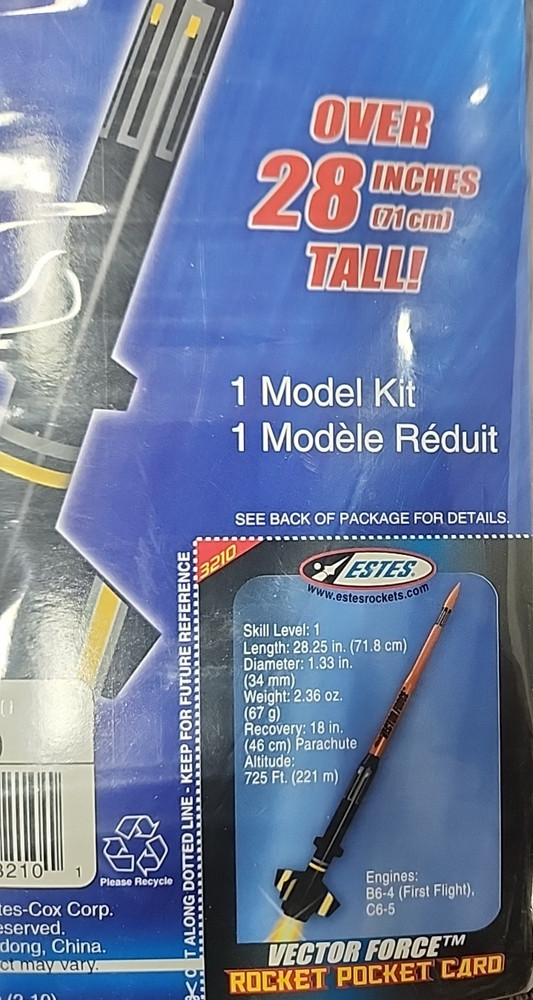 OVER
28 INCHES
(71 cm)
TALL!
1 Model Kit
1 Modèle Réduit
SEE BACK OF PACKAGE FOR DETAILS.
3210
ESTES
www.estesrockets.com
Skill Level: 1
Length: 28.25 in. (71.8 cm)
Diameter: 1.33 in.
(34 mm)
Weight: 2.36 oz.
(67 g)
Recovery: 18 in.
(46 cm) Parachute
Altitude:
725 Ft. (221 m)
VECTOR FORCE
Engines:
B6-4 (First Flight),
C6-5
VECTOR FORCE™
ROCKET POCKET CARD
ALONG DOTTED LINE - KEEP FOR FUTURE REFERENCE
3210 1
Please Recycle
tes-Cox Corp.
eserved.
dong, China.
ct may vary.